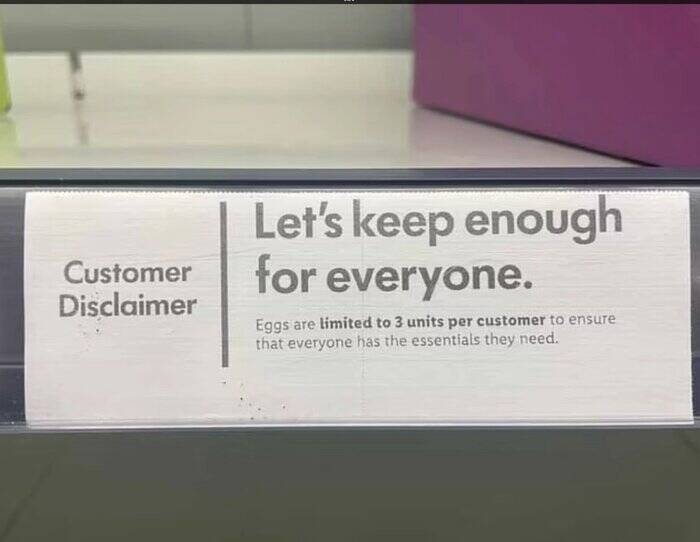 Customer
Disclaimer
Let's keep enough
for everyone.
Eggs are limited to 3 units per customer to ensure
that everyone has the essentials they need.